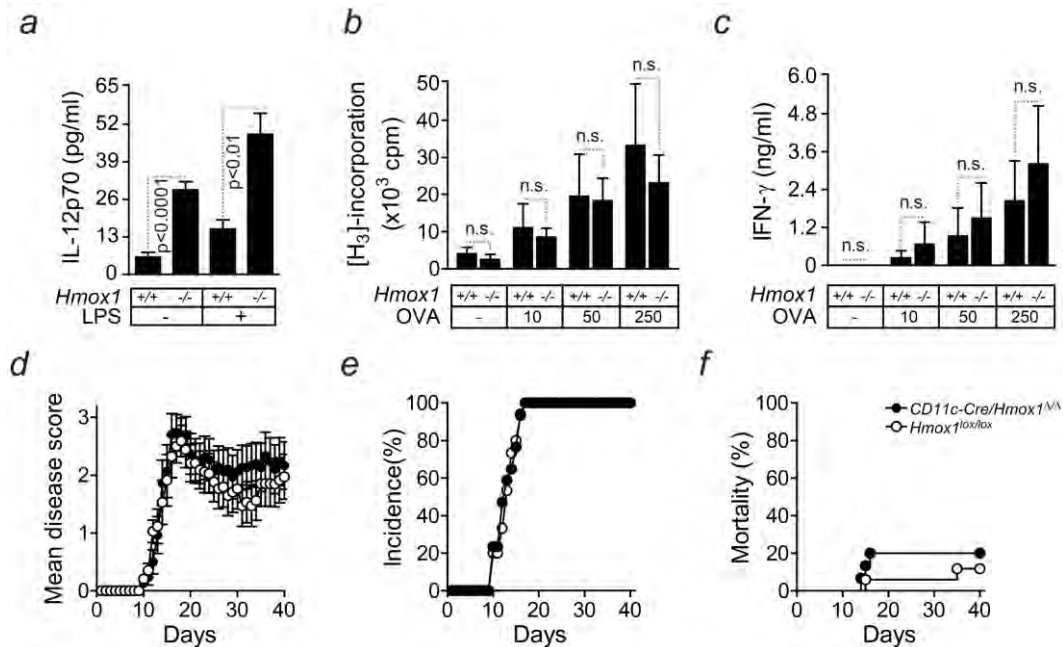 a
IL-12p70 (pg/ml)
65
52
39
26
13
0
p<0.0001
p<0.01
Hmox1 +/+ -/- +/+ -/-
LPS - +
b
[H3]-incorporation
(x10³ cpm)
50
40
30
20
10
0
n.s.
n.s.
n.s.
n.s.
Hmox1 +/+ -/- +/+ -/- +/+ -/- +/+ -/-
OVA - 10 50 250
c
IFN-γ (ng/ml)
6.0
4.8
3.6
2.4
1.2
0
n.s.
n.s.
n.s.
n.s.
Hmox1 +/+ -/- +/+ -/- +/+ -/- +/+ -/-
OVA - 10 50 250
d
Mean disease score
3
2
1
0
0 10 20 30 40
Days
e
Incidence(%)
100
80
60
40
20
0
0 10 20 30 40
Days
f
Mortality (%)
100
80
60
40
20
0
CD11c-Cre/Hmox1Δ/Δ
Hmox1lox/lox
0 20 40
Days